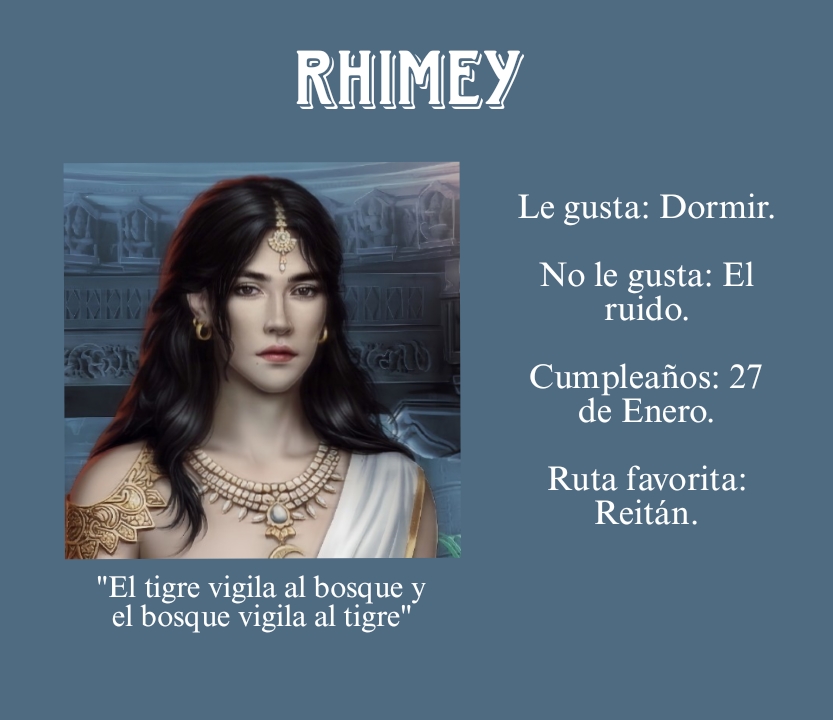 RHIMEY
Le gusta: Dormir.
No le gusta: El
ruido.
Cumpleaños: 27
de Enero.
Ruta favorita:
Reitán.
"El tigre vigila al bosque y
el bosque vigila al tigre"